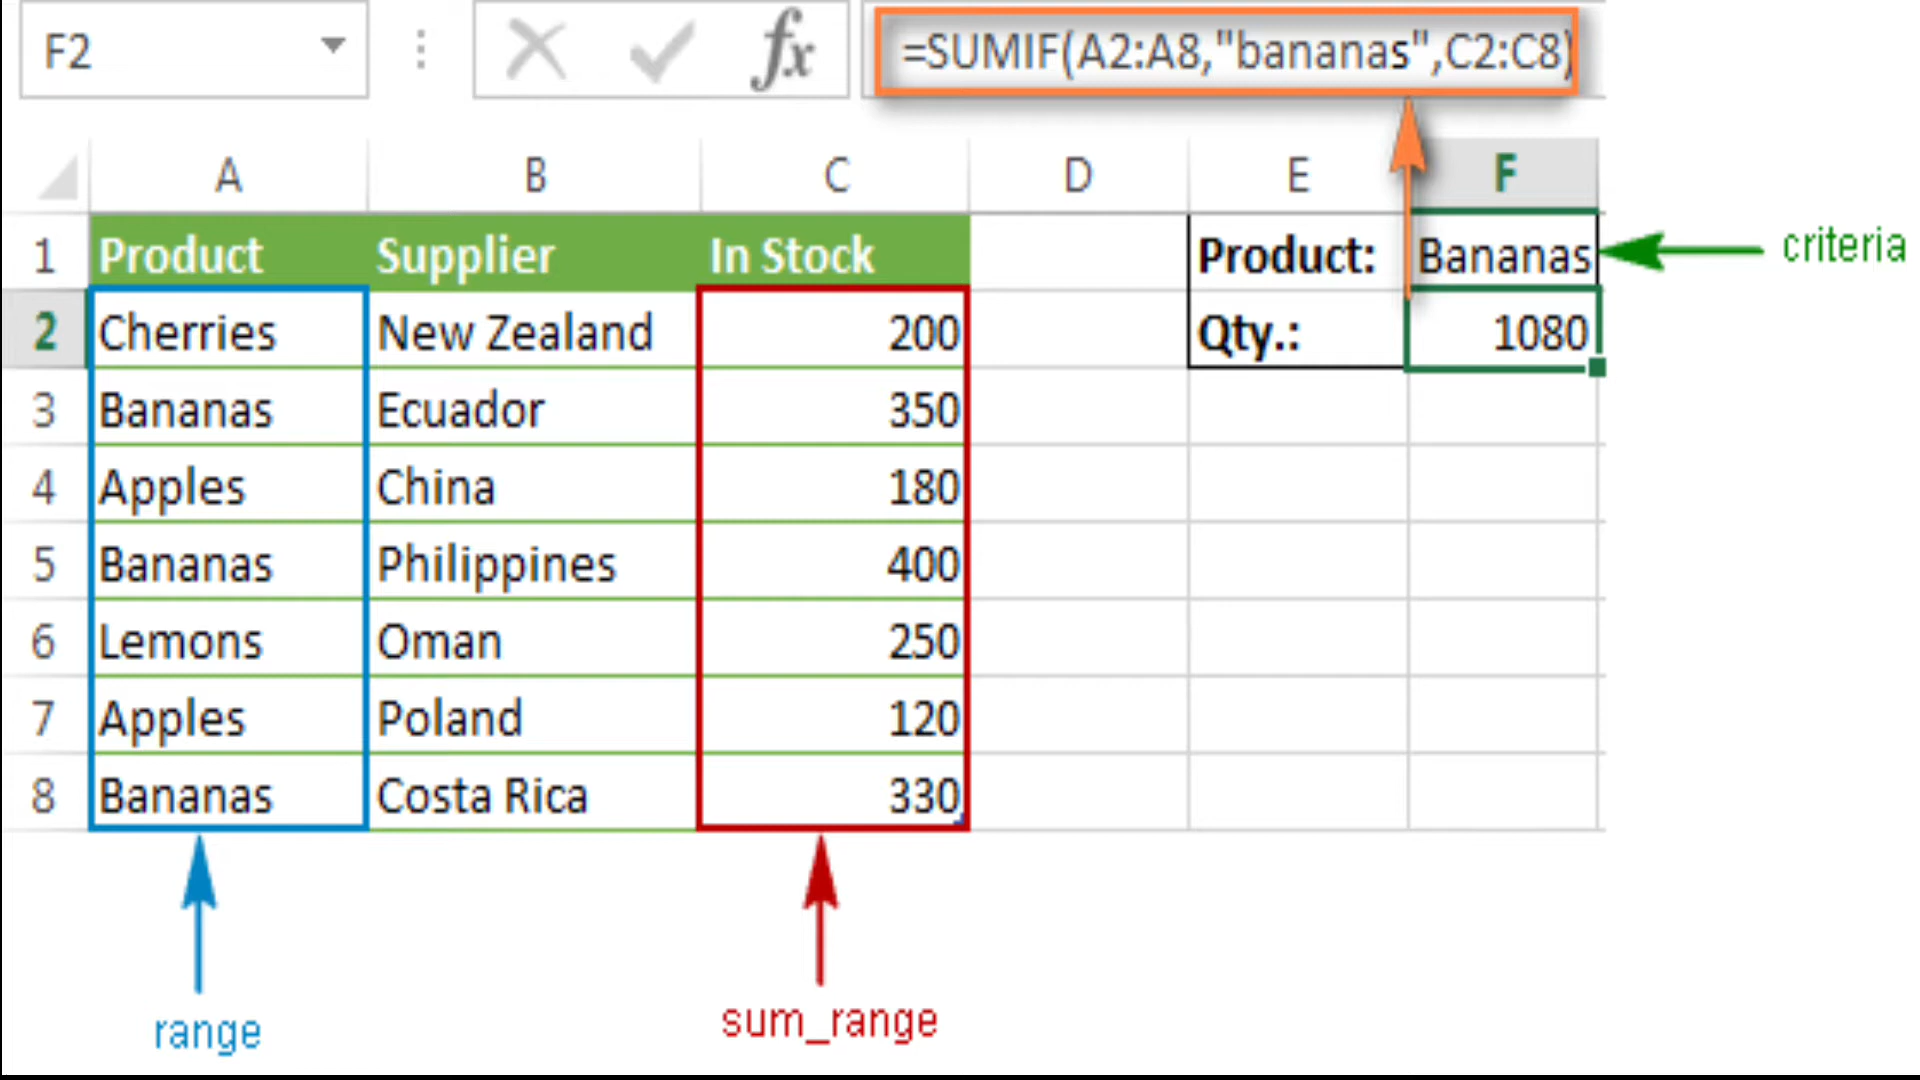 F2 fx =SUMIF(A2:A8,"bananas",C2:C8)
A B C D E F
1 Product Supplier In Stock Product: Bananas criteria
2 Cherries New Zealand 200 Qty.: 1080
3 Bananas Ecuador 350
4 Apples China 180
5 Bananas Philippines 400
6 Lemons Oman 250
7 Apples Poland 120
8 Bananas Costa Rica 330
range sum_range